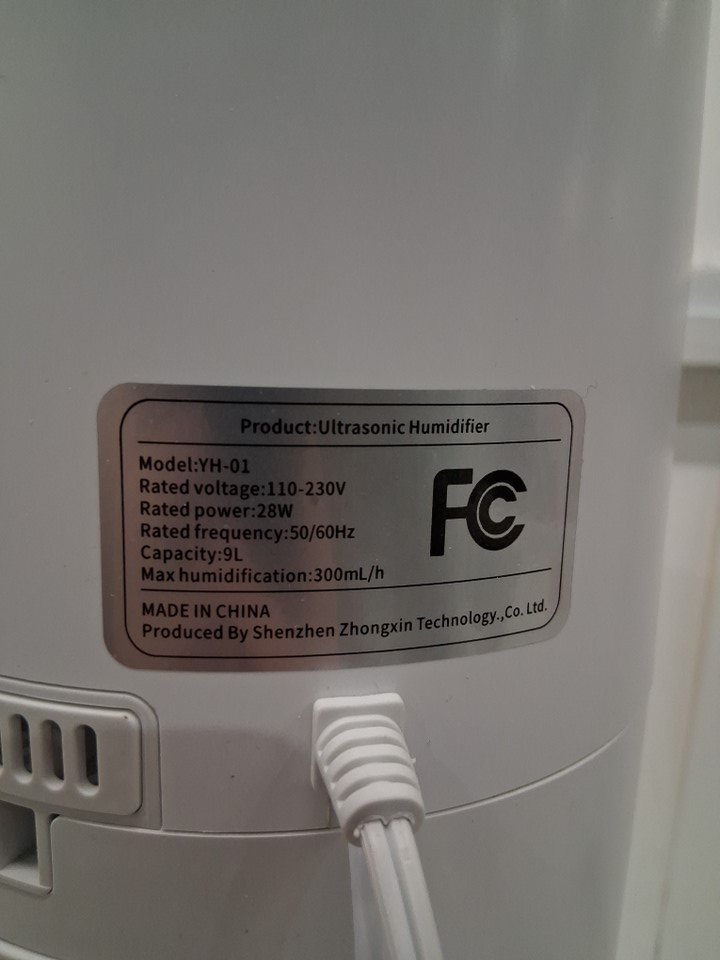 Product:Ultrasonic Humidifier
Model:YH-01
Rated voltage:110-230V
Rated power:28W
Rated frequency:50/60Hz
Capacity:9L
Max humidification:300mL/h
FC
MADE IN CHINA
Produced By Shenzhen Zhongxin Technology.,Co. Ltd.